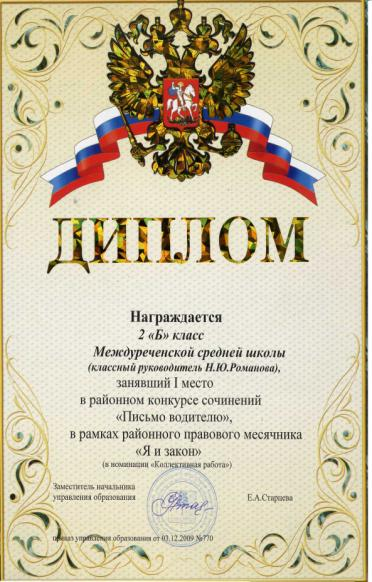 ДИПЛОМ
Награждается
2 «Б» класс
Междуреченской средней школы
(классный руководитель Н.Ю.Романова),
занявший I место
в районном конкурсе сочинений
«Письмо водителю»,
в рамках районного правового месячника
«Я и закон»
(в номинации «Коллективная работа»)
Заместитель начальника
управления образования
Е.А.Старцева
приказ управления образования от 03.12.2009 №770